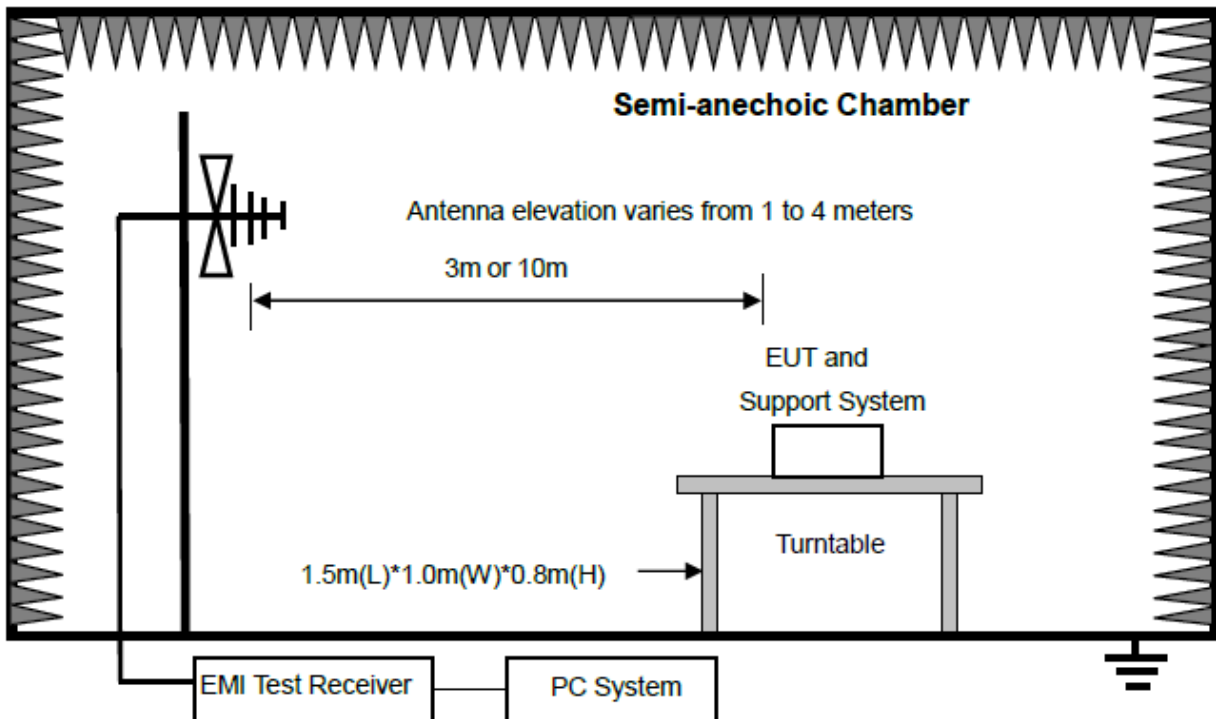 Semi-anechoic Chamber
Antenna elevation varies from 1 to 4 meters
3m or 10m
EUT and
Support System
Turntable
1.5m(L)*1.0m(W)*0.8m(H)
EMI Test Receiver
PC System